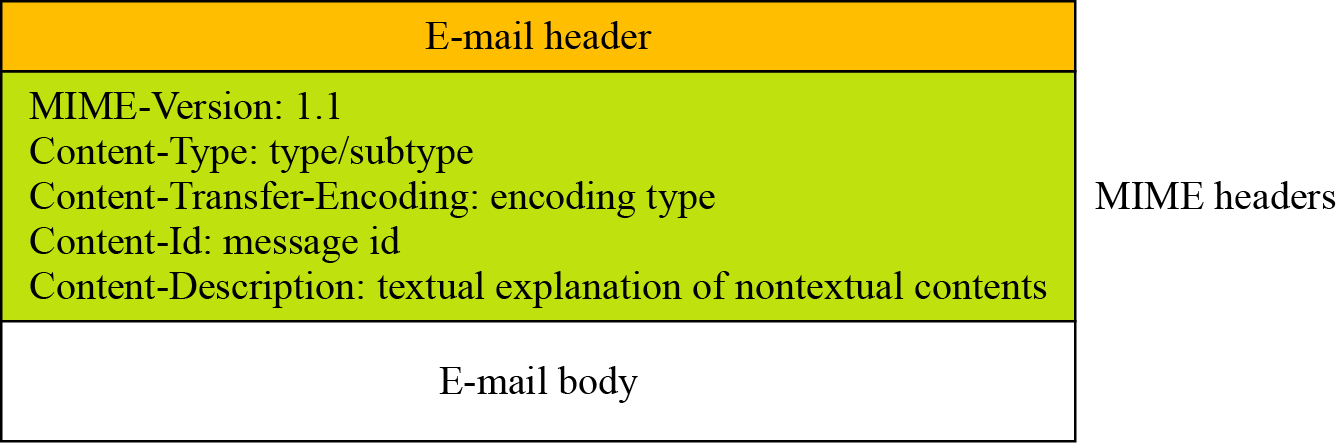 E-mail header
MIME-Version: 1.1
Content-Type: type/subtype
Content-Transfer-Encoding: encoding type
Content-Id: message id
Content-Description: textual explanation of nontextual contents
MIME headers
E-mail body